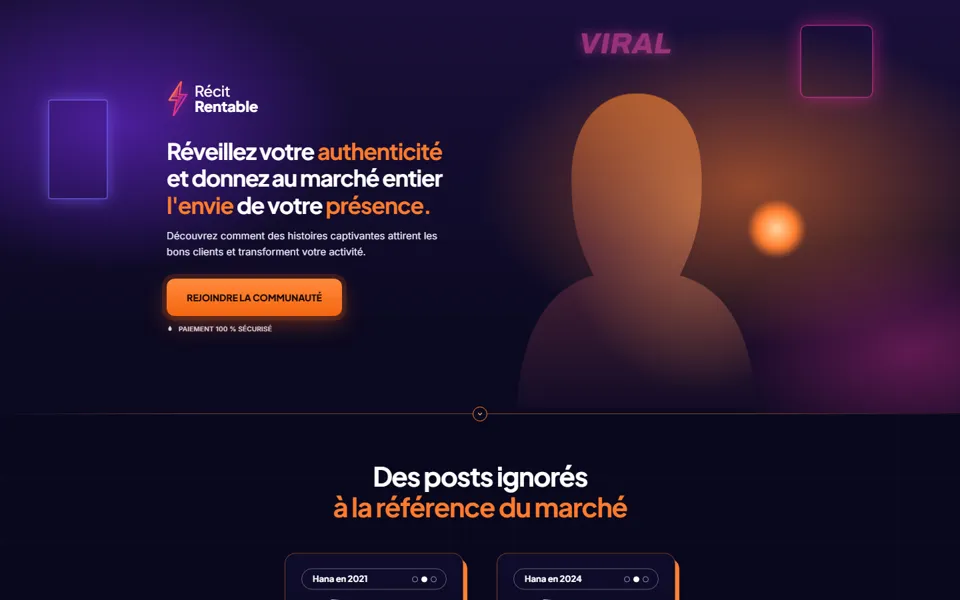 VIRAL
Récit
Rentable
Réveillez votre authenticité
et donnez au marché entier
l'envie de votre présence.
Découvrez comment des histoires captivantes attirent les
bons clients et transforment votre activité.
REJOINDRE LA COMMUNAUTÉ
PAIEMENT 100 % SÉCURISÉ
Des posts ignorés
à la référence du marché
Hana en 2021
Hana en 2024